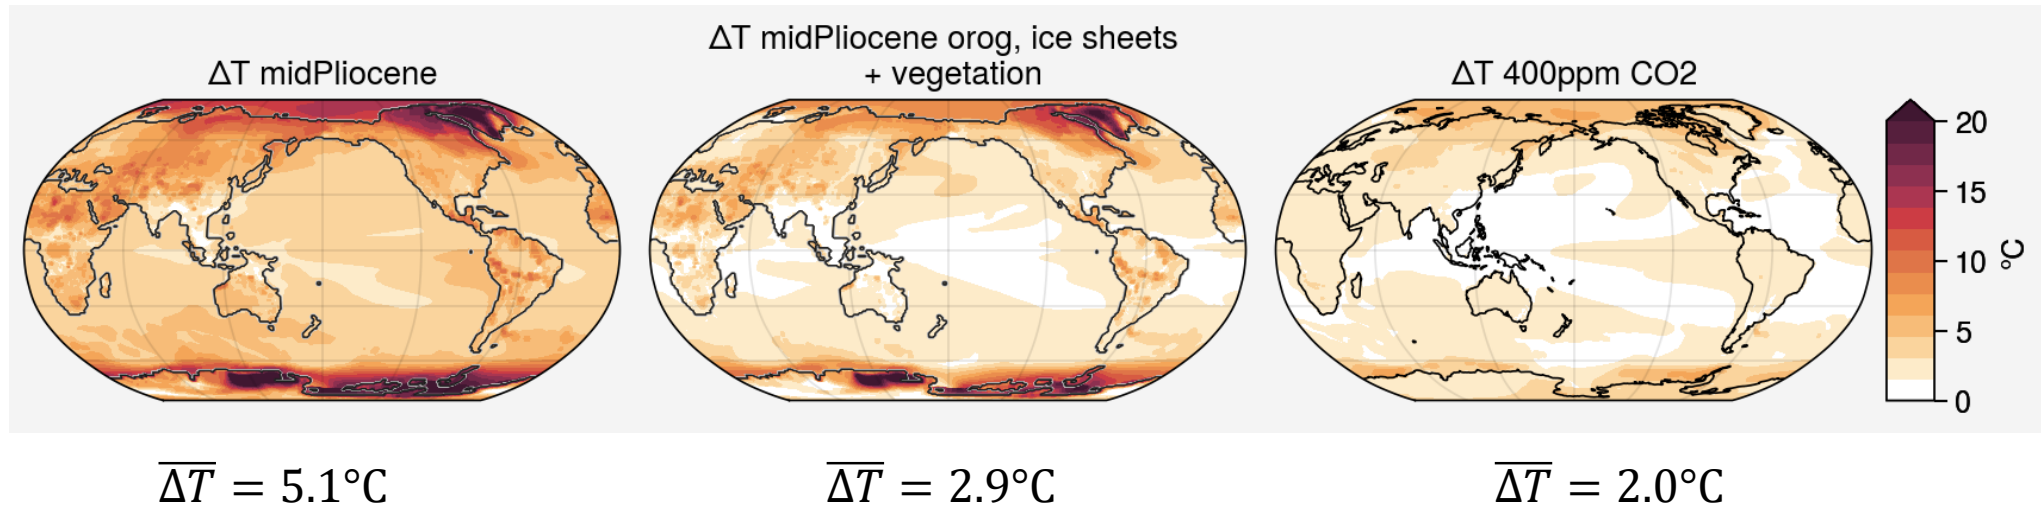 ΔT midPliocene
ΔT midPliocene orog, ice sheets
+ vegetation
ΔT 400ppm CO2
20
15
10
5
0
°C
ΔT = 5.1°C
ΔT = 2.9°C
ΔT = 2.0°C